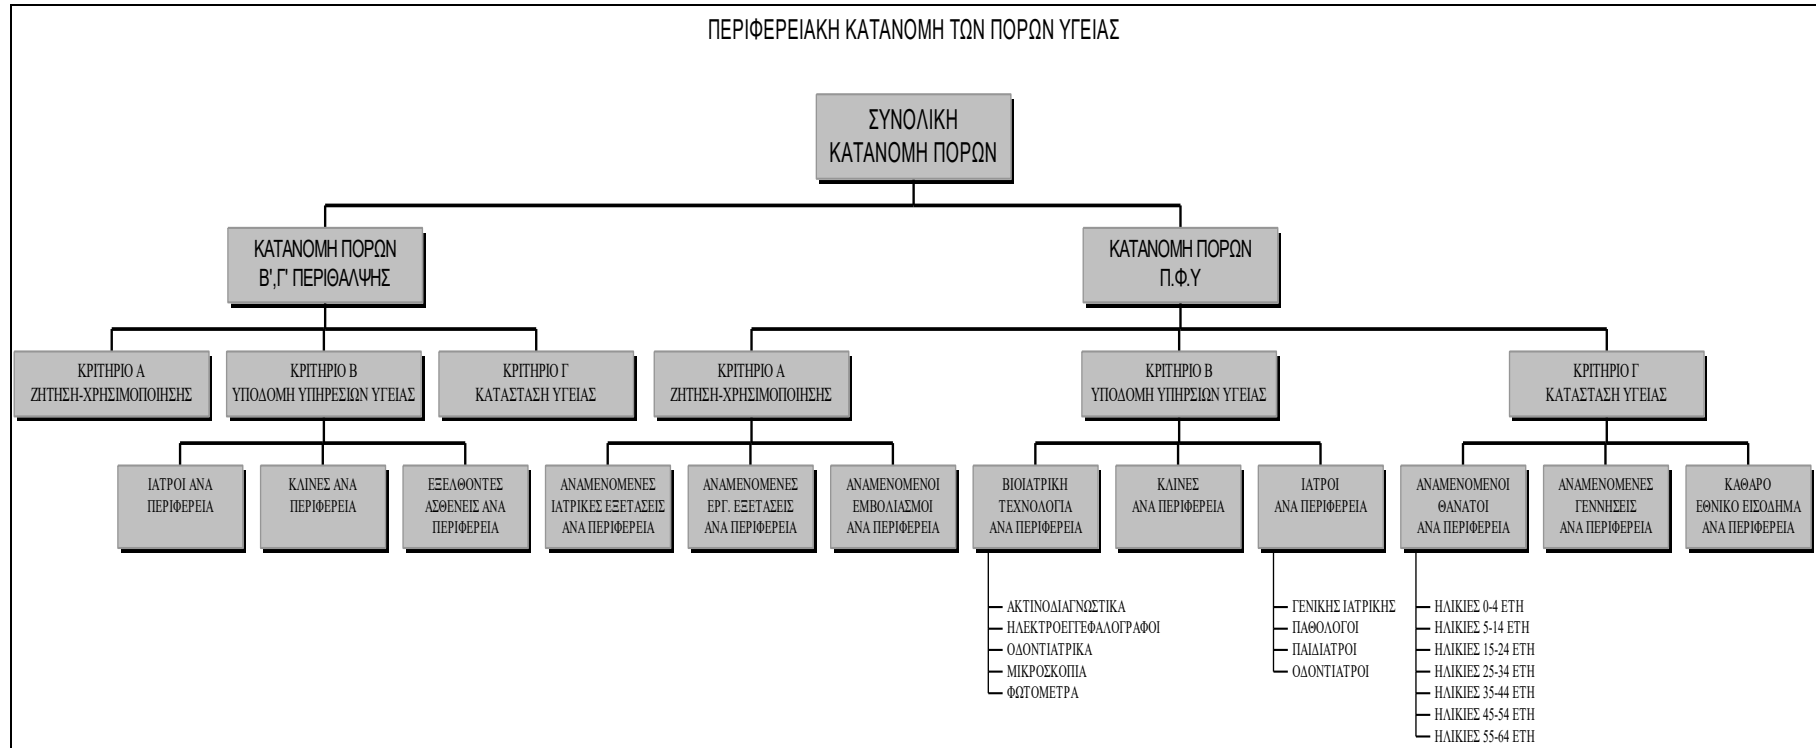 ΠΕΡΙΦΕΡΕΙΑΚΗ ΚΑΤΑΝΟΜΗ ΤΩΝ ΠΟΡΩΝ ΥΓΕΙΑΣ
ΣΥΝΟΛΙΚΗ
ΚΑΤΑΝΟΜΗ ΠΟΡΩΝ
ΚΑΤΑΝΟΜΗ ΠΟΡΩΝ
Β',Γ' ΠΕΡΙΘΑΛΨΗΣ
ΚΑΤΑΝΟΜΗ ΠΟΡΩΝ
Π.Φ.Υ
ΚΡΙΤΗΡΙΟ Α
ΖΗΤΗΣΗ-ΧΡΗΣΙΜΟΠΟΙΗΣΗΣ
ΚΡΙΤΗΡΙΟ Β
ΥΠΟΔΟΜΗ ΥΠΗΡΕΣΙΩΝ ΥΓΕΙΑΣ
ΚΡΙΤΗΡΙΟ Γ
ΚΑΤΑΣΤΑΣΗ ΥΓΕΙΑΣ
ΚΡΙΤΗΡΙΟ Α
ΖΗΤΗΣΗ-ΧΡΗΣΙΜΟΠΟΙΗΣΗΣ
ΚΡΙΤΗΡΙΟ Β
ΥΠΟΔΟΜΗ ΥΠΗΡΣΙΩΝ ΥΓΕΙΑΣ
ΚΡΙΤΗΡΙΟ Γ
ΚΑΤΑΣΤΑΣΗ ΥΓΕΙΑΣ
ΙΑΤΡΟΙ ΑΝΑ
ΠΕΡΙΦΕΡΕΙΑ
ΚΛΙΝΕΣ ΑΝΑ
ΠΕΡΙΦΕΡΕΙΑ
ΕΞΕΛΘΟΝΤΕΣ
ΑΣΘΕΝΕΙΣ ΑΝΑ
ΠΕΡΙΦΕΡΕΙΑ
ΑΝΑΜΕΝΟΜΕΝΕΣ
ΙΑΤΡΙΚΕΣ ΕΞΕΤΑΣΕΙΣ
ΑΝΑ ΠΕΡΙΦΕΡΕΙΑ
ΑΝΑΜΕΝΟΜΕΝΕΣ
ΕΡΓ. ΕΞΕΤΑΣΕΙΣ
ΑΝΑ ΠΕΡΙΦΕΡΕΙΑ
ΑΝΑΜΕΝΟΜΕΝΟΙ
ΕΜΒΟΛΙΑΣΜΟΙ
ΑΝΑ ΠΕΡΙΦΕΡΕΙΑ
ΒΙΟΙΑΤΡΙΚΗ
ΤΕΧΝΟΛΟΓΙΑ
ΑΝΑ ΠΕΡΙΦΕΡΕΙΑ
ΚΛΙΝΕΣ
ΑΝΑ ΠΕΡΙΦΕΡΕΙΑ
ΙΑΤΡΟΙ
ΑΝΑ ΠΕΡΙΦΕΡΕΙΑ
ΑΝΑΜΕΝΟΜΕΝΟΙ
ΘΑΝΑΤΟΙ
ΑΝΑ ΠΕΡΙΦΕΡΕΙΑ
ΑΝΑΜΕΝΟΜΕΝΕΣ
ΓΕΝΝΗΣΕΙΣ
ΑΝΑ ΠΕΡΙΦΕΡΕΙΑ
ΚΑΘΑΡΟ
ΕΘΝΙΚΟ ΕΙΣΟΔΗΜΑ
ΑΝΑ ΠΕΡΙΦΕΡΕΙΑ
ΑΚΤΙΝΟΔΙΑΓΝΩΣΤΙΚΑ
ΗΛΕΚΤΡΟΕΓΓΕΦΑΛΟΓΡΑΦΟΙ
ΟΔΟΝΤΙΑΤΡΙΚΑ
ΜΙΚΡΟΣΚΟΠΙΑ
ΦΩΤΟΜΕΤΡΑ
ΓΕΝΙΚΗΣ ΙΑΤΡΙΚΗΣ
ΠΑΘΟΛΟΓΟΙ
ΠΑΙΔΙΑΤΡΟΙ
ΟΔΟΝΤΙΑΤΡΟΙ
ΗΛΙΚΙΕΣ 0-4 ΕΤΗ
ΗΛΙΚΙΕΣ 5-14 ΕΤΗ
ΗΛΙΚΙΕΣ 15-24 ΕΤΗ
ΗΛΙΚΙΕΣ 25-34 ΕΤΗ
ΗΛΙΚΙΕΣ 35-44 ΕΤΗ
ΗΛΙΚΙΕΣ 45-54 ΕΤΗ
ΗΛΙΚΙΕΣ 55-64 ΕΤΗ